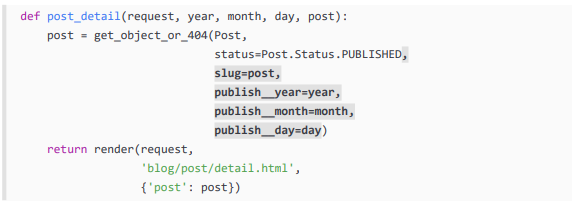 def post_detail(request, year, month, day, post):
    post = get_object_or_404(Post,
                             status=Post.Status.PUBLISHED,
                             slug=post,
                             publish__year=year,
                             publish__month=month,
                             publish__day=day)
    return render(request,
                  'blog/post/detail.html',
                  {'post': post})